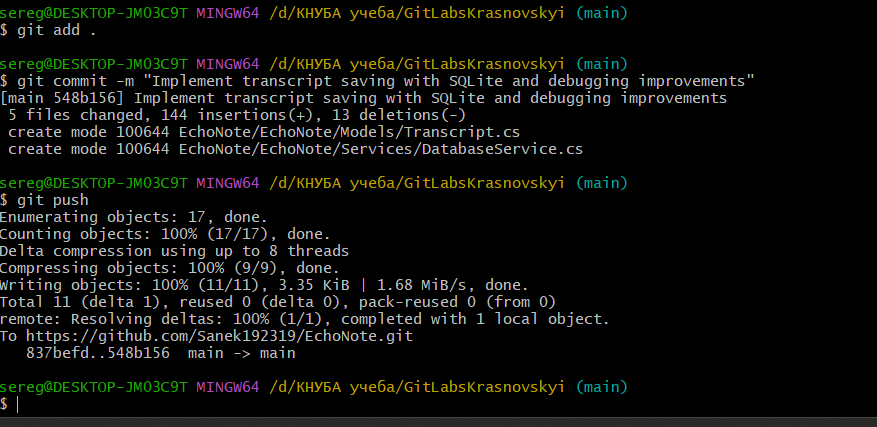 sereg@DESKTOP-JM03C9T MINGW64 /d/КНУБА учеба/GitLabsKrasnovskyi (main)
$ git add .
sereg@DESKTOP-JM03C9T MINGW64 /d/КНУБА учеба/GitLabsKrasnovskyi (main)
$ git commit -m "Implement transcript saving with SQLite and debugging improvements"
[main 548b156] Implement transcript saving with SQLite and debugging improvements
 5 files changed, 144 insertions(+), 13 deletions(-)
 create mode 100644 EchoNote/EchoNote/Models/Transcript.cs
 create mode 100644 EchoNote/EchoNote/Services/DatabaseService.cs
sereg@DESKTOP-JM03C9T MINGW64 /d/КНУБА учеба/GitLabsKrasnovskyi (main)
$ git push
Enumerating objects: 17, done.
Counting objects: 100% (17/17), done.
Delta compression using up to 8 threads
Compressing objects: 100% (9/9), done.
Writing objects: 100% (11/11), 3.35 KiB | 1.68 MiB/s, done.
Total 11 (delta 1), reused 0 (delta 0), pack-reused 0 (from 0)
remote: Resolving deltas: 100% (1/1), completed with 1 local object.
To https://github.com/Sanek192319/EchoNote.git
   837befd..548b156  main -> main
sereg@DESKTOP-JM03C9T MINGW64 /d/КНУБА учеба/GitLabsKrasnovskyi (main)
$